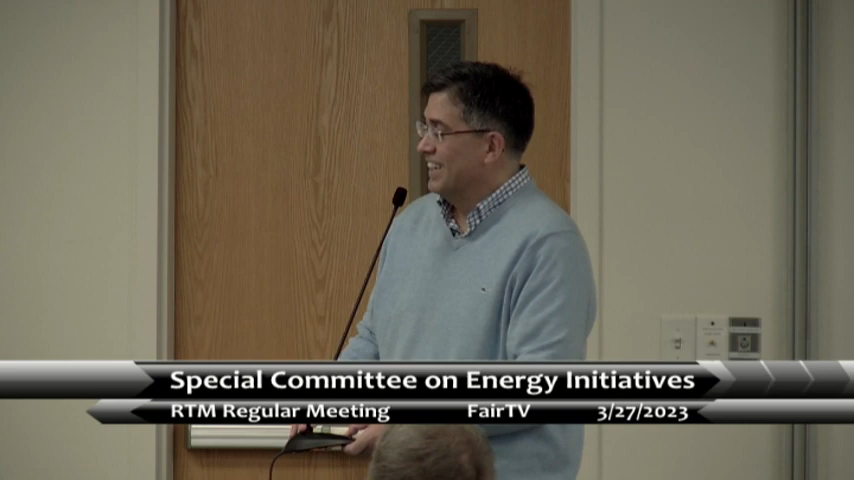 Special Committee on Energy Initiatives
RTM Regular Meeting FairTV 3/27/2023